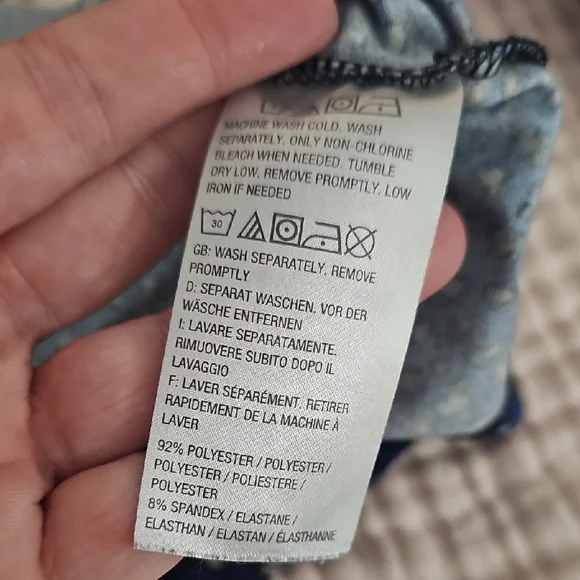 MACHINE WASH COLD, WASH
SEPARATELY, ONLY NON-CHLORINE
BLEACH WHEN NEEDED, TUMBLE
DRY LOW, REMOVE PROMPTLY, LOW
IRON IF NEEDED
30
GB: WASH SEPARATELY. REMOVE
PROMPTLY
D: SEPARAT WASCHEN. VOR DER
WÄSCHE ENTFERNEN
I: LAVARE SEPARATAMENTE.
RIMUOVERE SUBITO DOPO IL
LAVAGGIO
F: LAVER SÉPARÉMENT. RETIRER
RAPIDEMENT DE LA MACHINE À
LAVER
92% POLYESTER / POLYESTER /
POLYESTER / POLIESTERE /
POLYESTER
8% SPANDEX / ELASTANE /
ELASTHAN / ELASTAN / ÉLASTHANNE